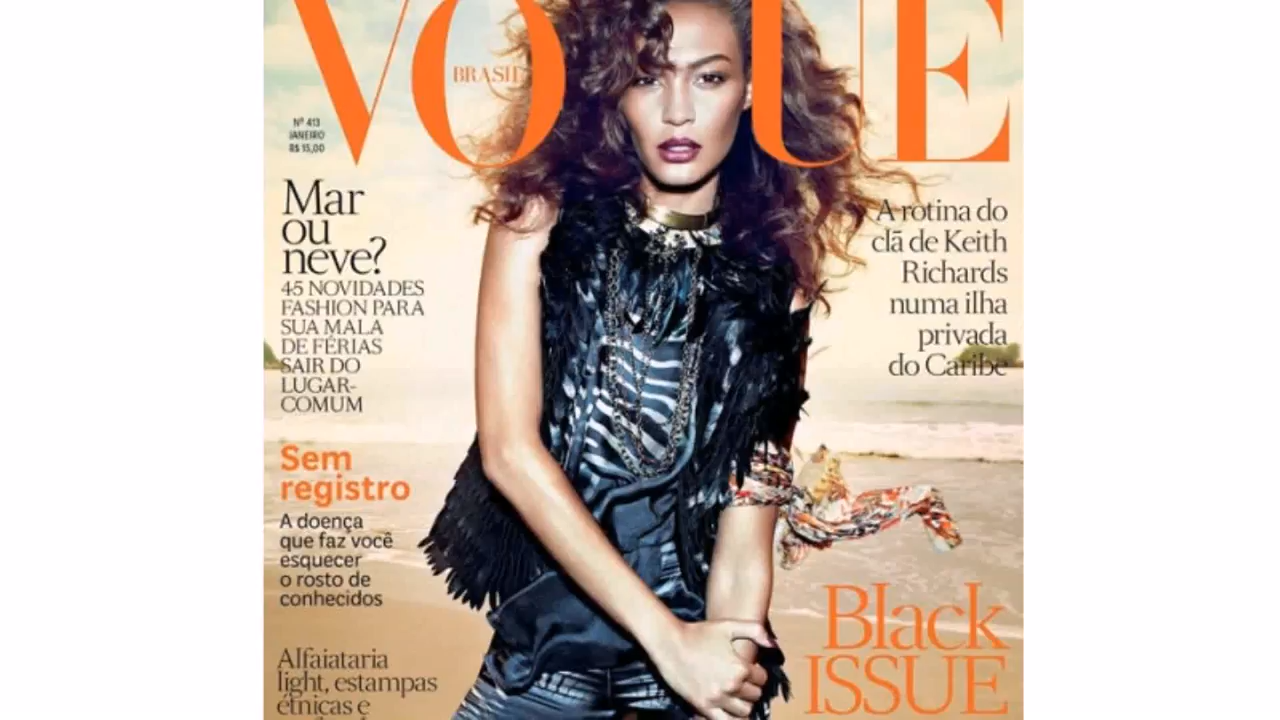 VOGUE
BRASIL
Nº 413
JANEIRO
R$ 15,00
Mar
ou
neve?
45 NOVIDADES
FASHION PARA
SUA MALA
DE FÉRIAS
SAIR DO
LUGAR-
COMUM
Sem
registro
A doença
que faz você
esquecer
o rosto de
conhecidos
Alfaiataria
light, estampas
étnicas e
A rotina do
clã de Keith
Richards
numa ilha
privada
do Caribe
Black
ISSUE